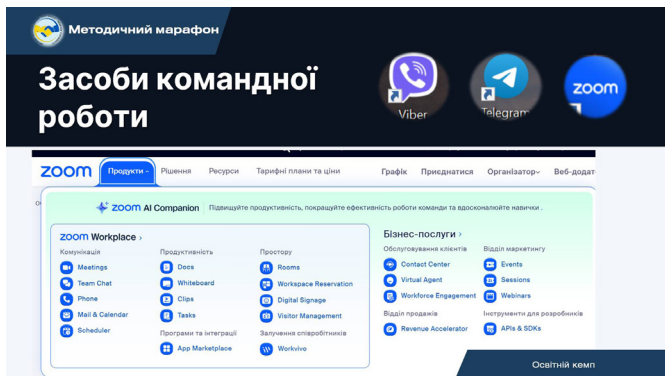 Методичний марафон
Засоби командної
роботи
Viber
Telegram
zoom
zoom
Продукти
Рішення
Ресурси
Тарифні плани та ціни
Графік
Приєднатися
Організатор
Веб-додат
zoom AI Companion
Підвищуйте продуктивність, покращуйте ефективність роботи команди та вдосконалюйте навички .
zoom Workplace
Комунікація
Meetings
Team Chat
Phone
Mail & Calendar
Scheduler
Продуктивність
Docs
Whiteboard
Clips
Tasks
Програми та інтеграції
App Marketplace
Простору
Rooms
Workspace Reservation
Digital Signage
Visitor Management
Залучення співробітників
Workvivo
Бізнес-послуги
Обслуговування клієнтів
Contact Center
Virtual Agent
Workforce Engagement
Відділ продажів
Revenue Accelerator
Відділ маркетингу
Events
Sessions
Webinars
Інструменти для розробників
APIs & SDKs
Освітній кемп